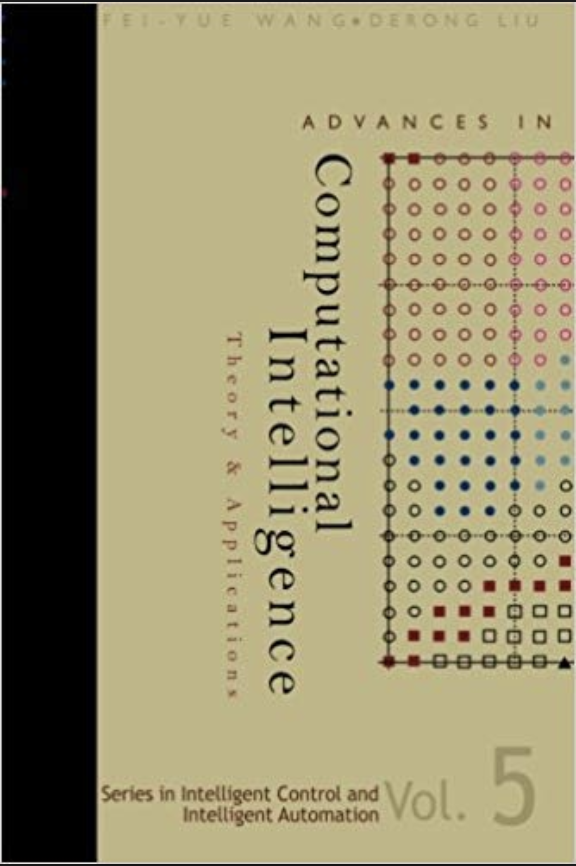 FEI-YUE WANG•DERONG LIU
ADVANCES IN
Computational
Intelligence
Theory & Applications
Series in Intelligent Control and
Intelligent Automation
Vol. 5